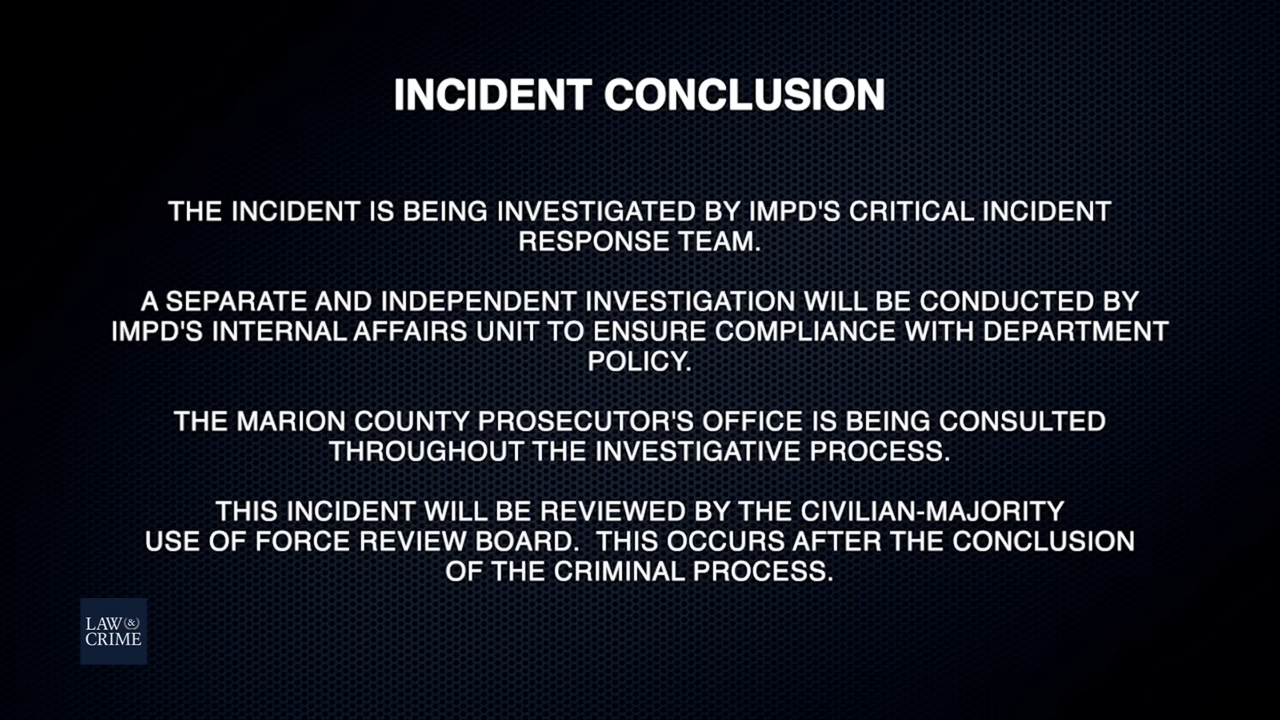 INCIDENT CONCLUSION
THE INCIDENT IS BEING INVESTIGATED BY IMPD'S CRITICAL INCIDENT
RESPONSE TEAM.
A SEPARATE AND INDEPENDENT INVESTIGATION WILL BE CONDUCTED BY
IMPD'S INTERNAL AFFAIRS UNIT TO ENSURE COMPLIANCE WITH DEPARTMENT
POLICY.
THE MARION COUNTY PROSECUTOR'S OFFICE IS BEING CONSULTED
THROUGHOUT THE INVESTIGATIVE PROCESS.
THIS INCIDENT WILL BE REVIEWED BY THE CIVILIAN-MAJORITY
USE OF FORCE REVIEW BOARD.  THIS OCCURS AFTER THE CONCLUSION
OF THE CRIMINAL PROCESS.
LAW(&)
CRIME